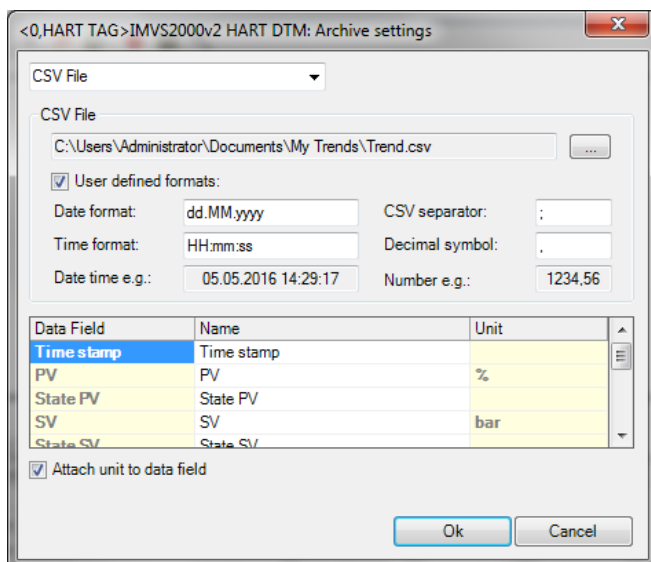 <0,HART TAG>IMVS2000v2 HART DTM: Archive settings
CSV File
CSV File
C:\Users\Administrator\Documents\My Trends\Trend.csv ...
User defined formats:
Date format: dd.MM.yyyy CSV separator: ;
Time format: HH:mm:ss Decimal symbol: ,
Date time e.g.: 05.05.2016 14:29:17 Number e.g.: 1234,56
Data Field Name Unit
Time stamp Time stamp
PV PV %
State PV State PV
SV SV bar
State SV State SV
Attach unit to data field
Ok Cancel